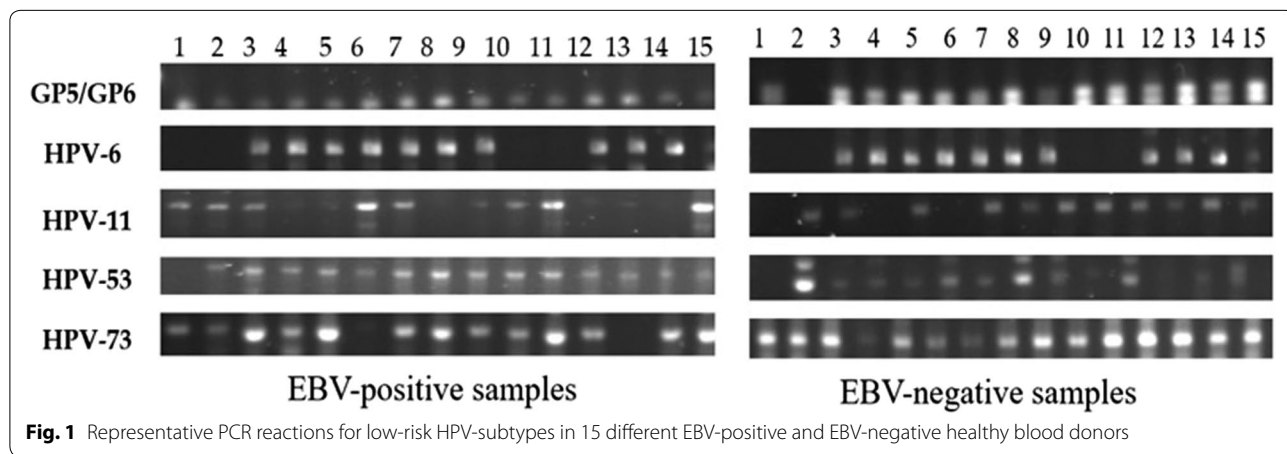 1 2 3 4 5 6 7 8 9 10 11 12 13 14 15
1 2 3 4 5 6 7 8 9 10 11 12 13 14 15
GP5/GP6
HPV-6
HPV-11
HPV-53
HPV-73
EBV-positive samples
EBV-negative samples
Fig. 1 Representative PCR reactions for low-risk HPV-subtypes in 15 different EBV-positive and EBV-negative healthy blood donors